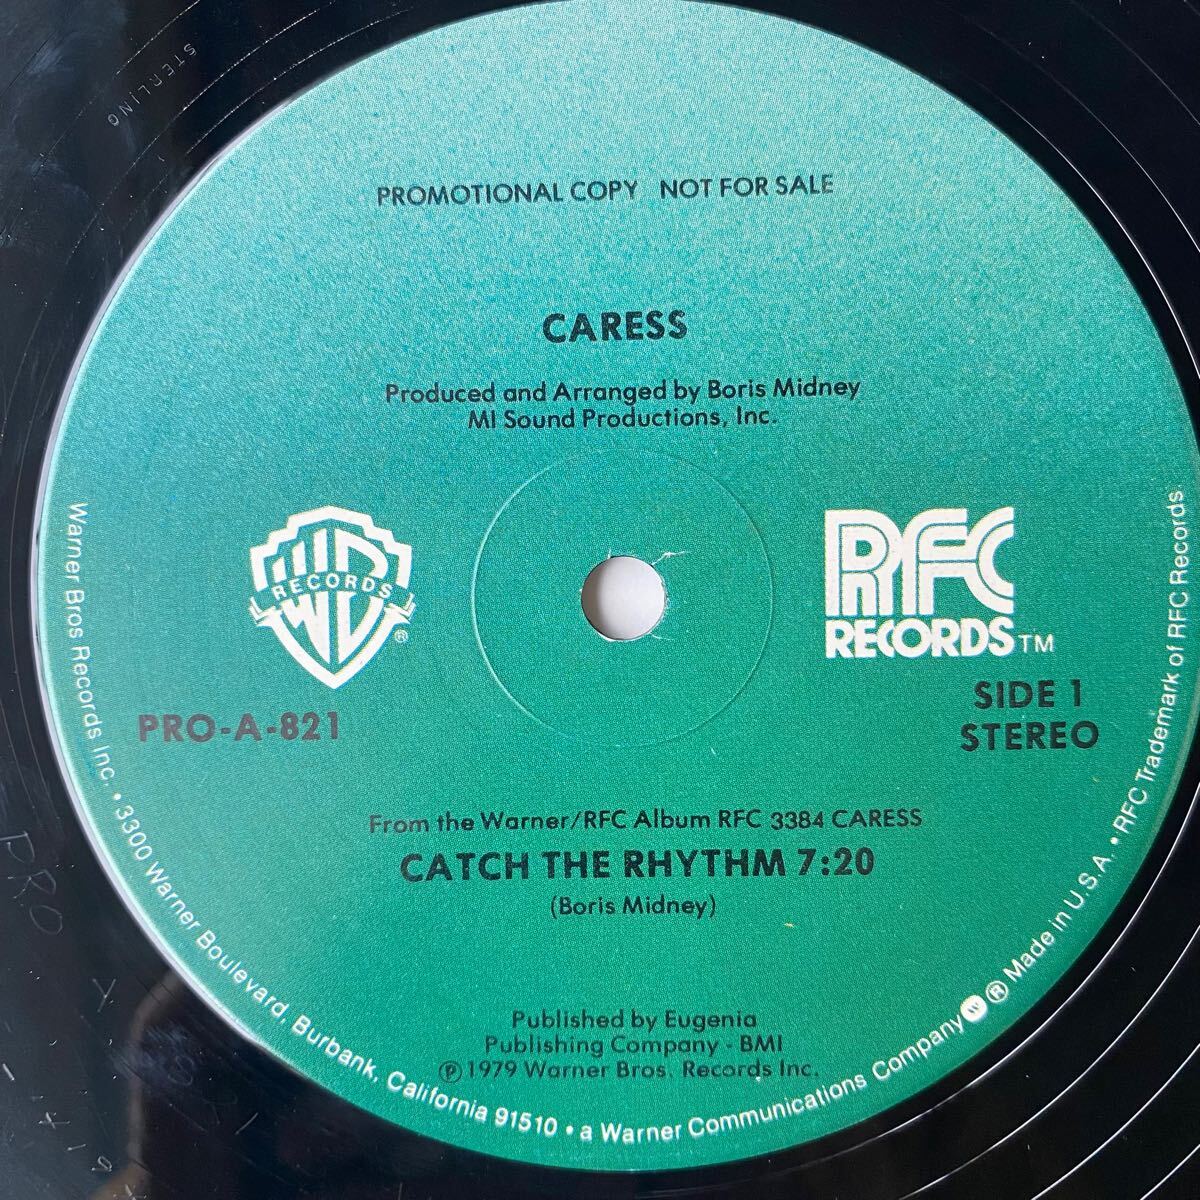 STERLING
PROMOTIONAL COPY NOT FOR SALE
CARESS
Produced and Arranged by Boris Midney
MI Sound Productions, Inc.
W RECORDS ®
RFC
RECORDS TM
PRO-A-821
SIDE 1
STEREO
From the Warner/RFC Album RFC 3384 CARESS
CATCH THE RHYTHM 7:20
(Boris Midney)
Published by Eugenia
Publishing Company - BMI
℗ 1979 Warner Bros. Records Inc.
Warner Bros Records Inc. • 3300 Warner Boulevard, Burbank, California 91510 • a Warner Communications Company ® Made in U.S.A. • RFC Trademark of RFC Records
PRO